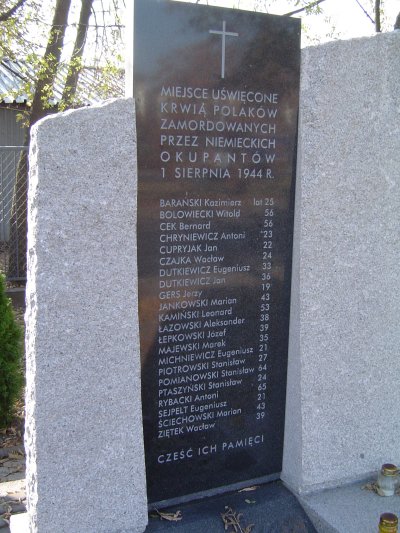 MIEJSCE UŚWIĘCONE
KRWIĄ POLAKÓW
ZAMORDOWANYCH
PRZEZ NIEMIECKICH
OKUPANTÓW
1 SIERPNIA 1944 R.
BARAŃSKI Kazimierz lat 25
BOLOWIECKI Witold 56
CEK Bernard 56
CHRYNIEWICZ Antoni 23
CUPRYJAK Jan 22
CZAJKA Wacław 24
DUTKIEWICZ Eugeniusz 33
DUTKIEWICZ Jan 36
GERS Jerzy 19
JANKOWSKI Marian 43
KAMIŃSKI Leonard 53
ŁAZOWSKI Aleksander 38
ŁEPKOWSKI Józef 39
MAJEWSKI Marek 35
MICHNIEWICZ Eugeniusz 21
PIOTROWSKI Stanisław 27
POMIANOWSKI Stanisław 64
PTASZYŃSKI Stanisław 24
RYBACKI Antoni 65
SEJPELT Eugeniusz 21
ŚCIECHOWSKI Marian 43
ZIĘTEK Wacław 39
CZEŚĆ ICH PAMIĘCI